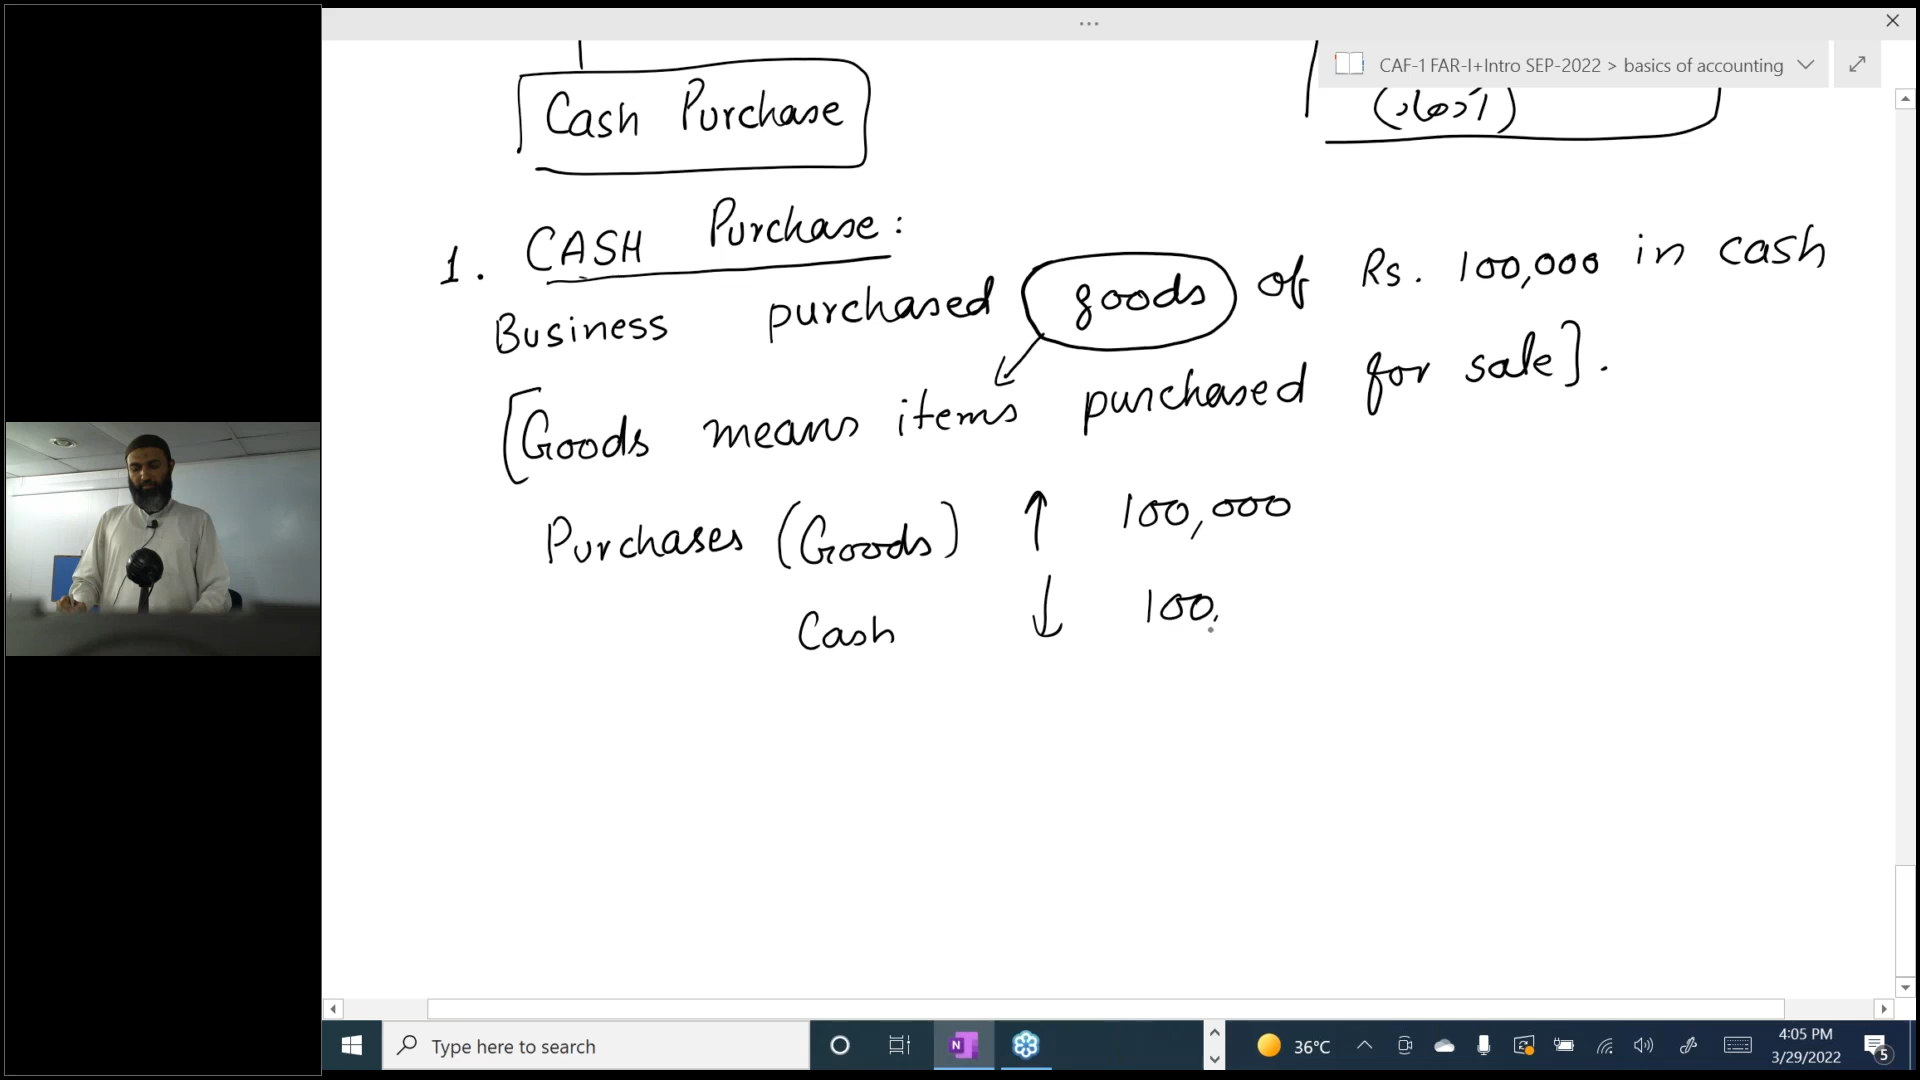 CAF-1 FAR-I+Intro SEP-2022 > basics of accounting
Cash Purchase
(ادھار)
1. CASH Purchase:
Business purchased goods of Rs. 100,000 in cash
[Goods means items purchased for sale].
Purchases (Goods) ↑ 100,000
Cash ↓ 100,
Type here to search
N
36°C
4:05 PM
3/29/2022
5